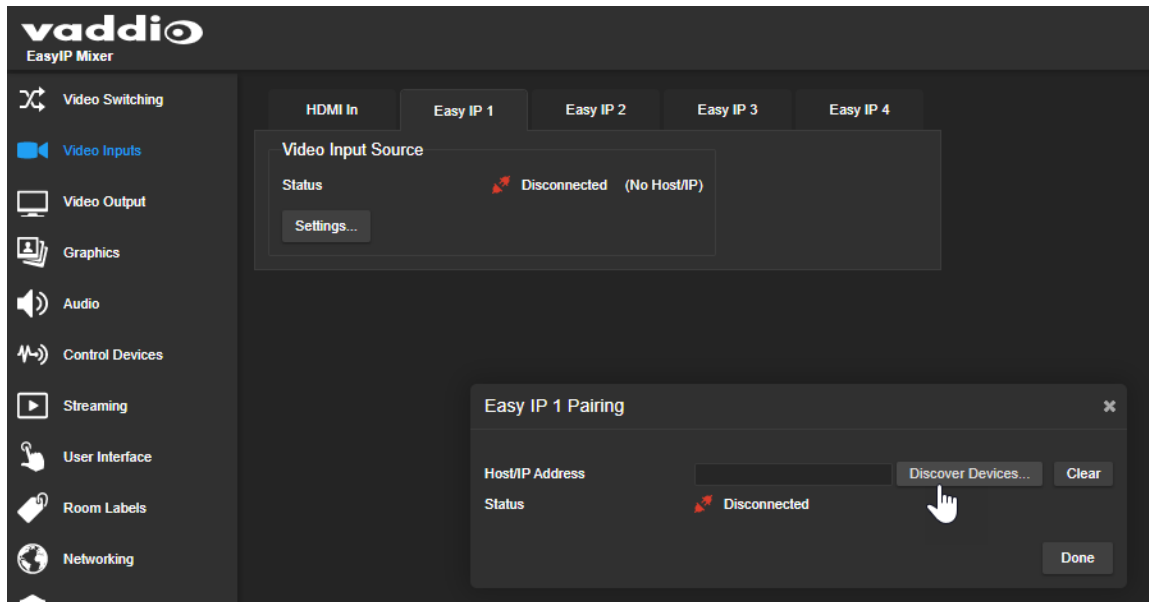 vaddio
EasyIP Mixer
Video Switching
Video Inputs
Video Output
Graphics
Audio
Control Devices
Streaming
User Interface
Room Labels
Networking
HDMI In Easy IP 1 Easy IP 2 Easy IP 3 Easy IP 4
Video Input Source
Status Disconnected (No Host/IP)
Settings...
Easy IP 1 Pairing
Host/IP Address Discover Devices... Clear
Status Disconnected
Done